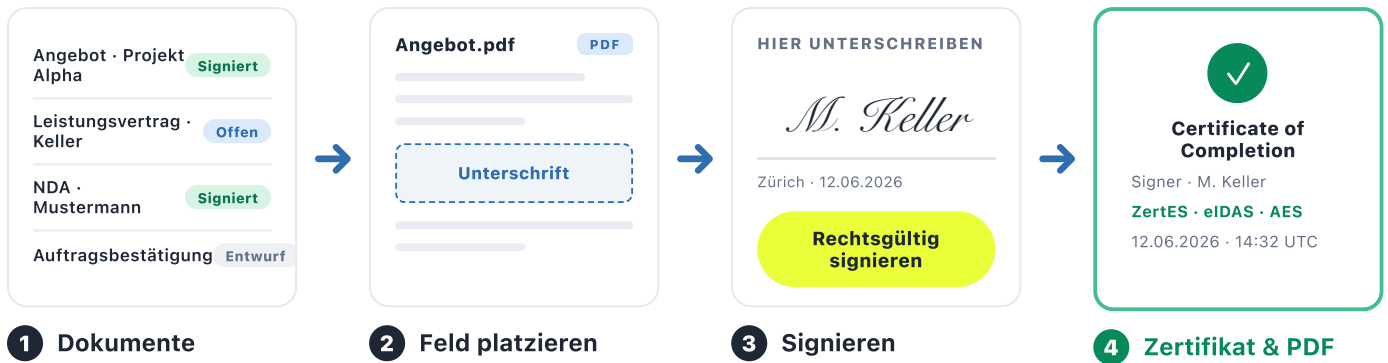 Angebot · Projekt
Alpha
Signiert
Leistungsvertrag ·
Keller
Offen
NDA ·
Mustermann
Signiert
Auftragsbestätigung
Entwurf
1 Dokumente
Angebot.pdf
PDF
Unterschrift
2 Feld platzieren
HIER UNTERSCHREIBEN
M. Keller
Zürich · 12.06.2026
Rechtsgültig
signieren
3 Signieren
Certificate of
Completion
Signer · M. Keller
ZertES · eIDAS · AES
12.06.2026 · 14:32 UTC
4 Zertifikat & PDF